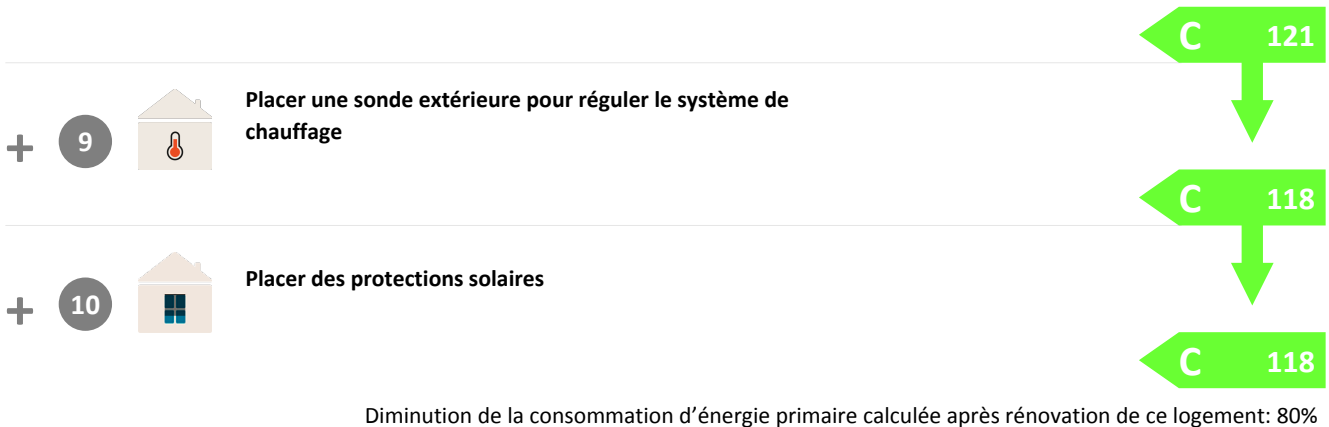 C 121
Placer une sonde extérieure pour réguler le système de
chauffage
+ 9
C 118
Placer des protections solaires
+ 10
C 118
Diminution de la consommation d’énergie primaire calculée après rénovation de ce logement: 80%